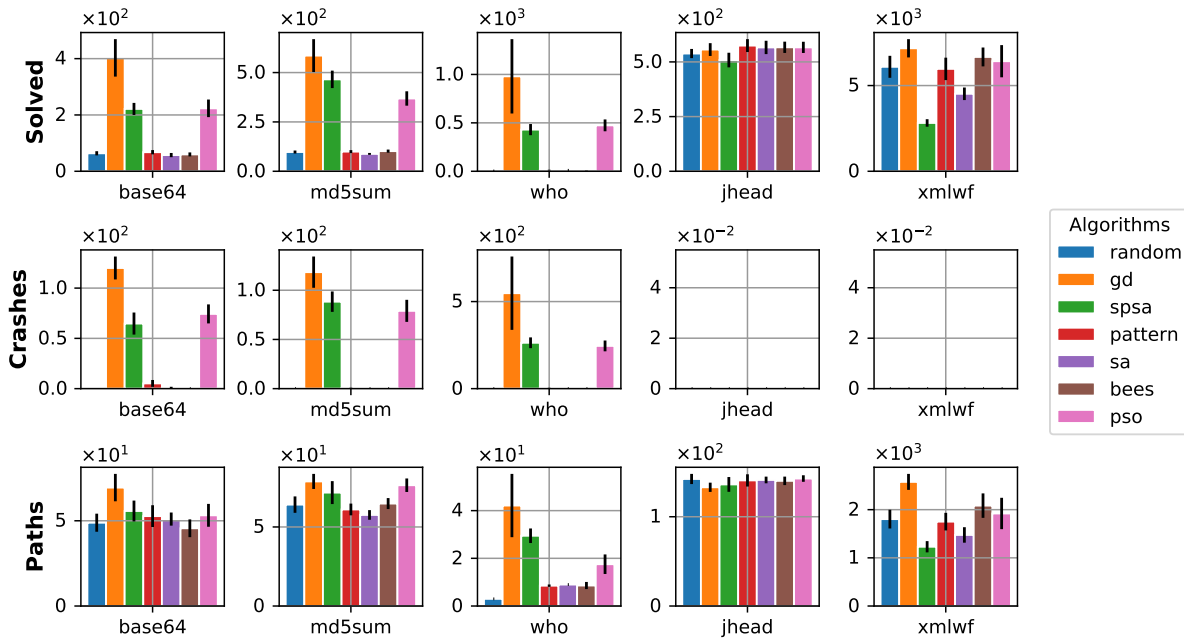 ×10² ×10² ×10³ ×10² ×10³
Solved
4
2
0
base64
5.0
2.5
0.0
md5sum
1.0
0.5
0.0
who
5.0
2.5
0.0
jhead
5
0
xmlwf
×10² ×10² ×10² ×10⁻² ×10⁻²
Crashes
1.0
0.5
0.0
base64
1.0
0.5
0.0
md5sum
5
0
who
4
2
0
jhead
4
2
0
xmlwf
Algorithms
random
gd
spsa
pattern
sa
bees
pso
×10¹ ×10¹ ×10¹ ×10² ×10³
Paths
5
0
base64
5
0
md5sum
4
2
0
who
1
0
jhead
2
1
0
xmlwf